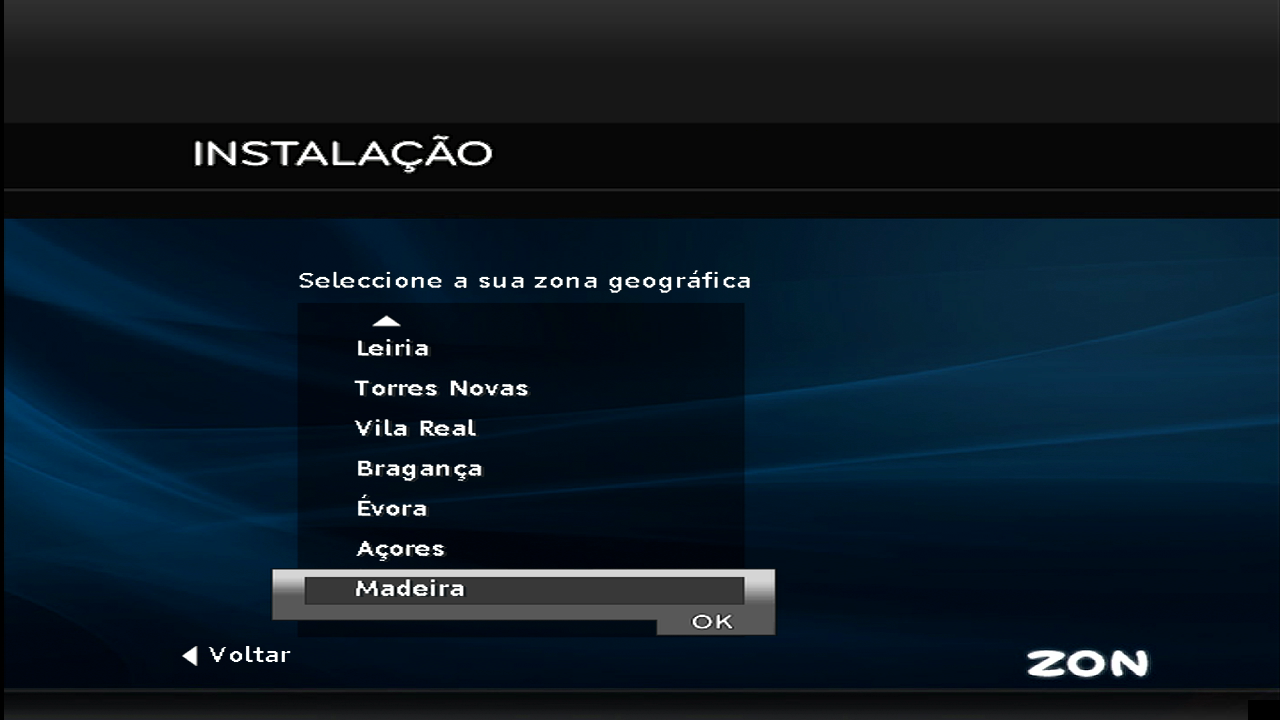 INSTALAÇÃO
Seleccione a sua zona geográfica
Leiria
Torres Novas
Vila Real
Bragança
Évora
Açores
Madeira
OK
Voltar
ZON